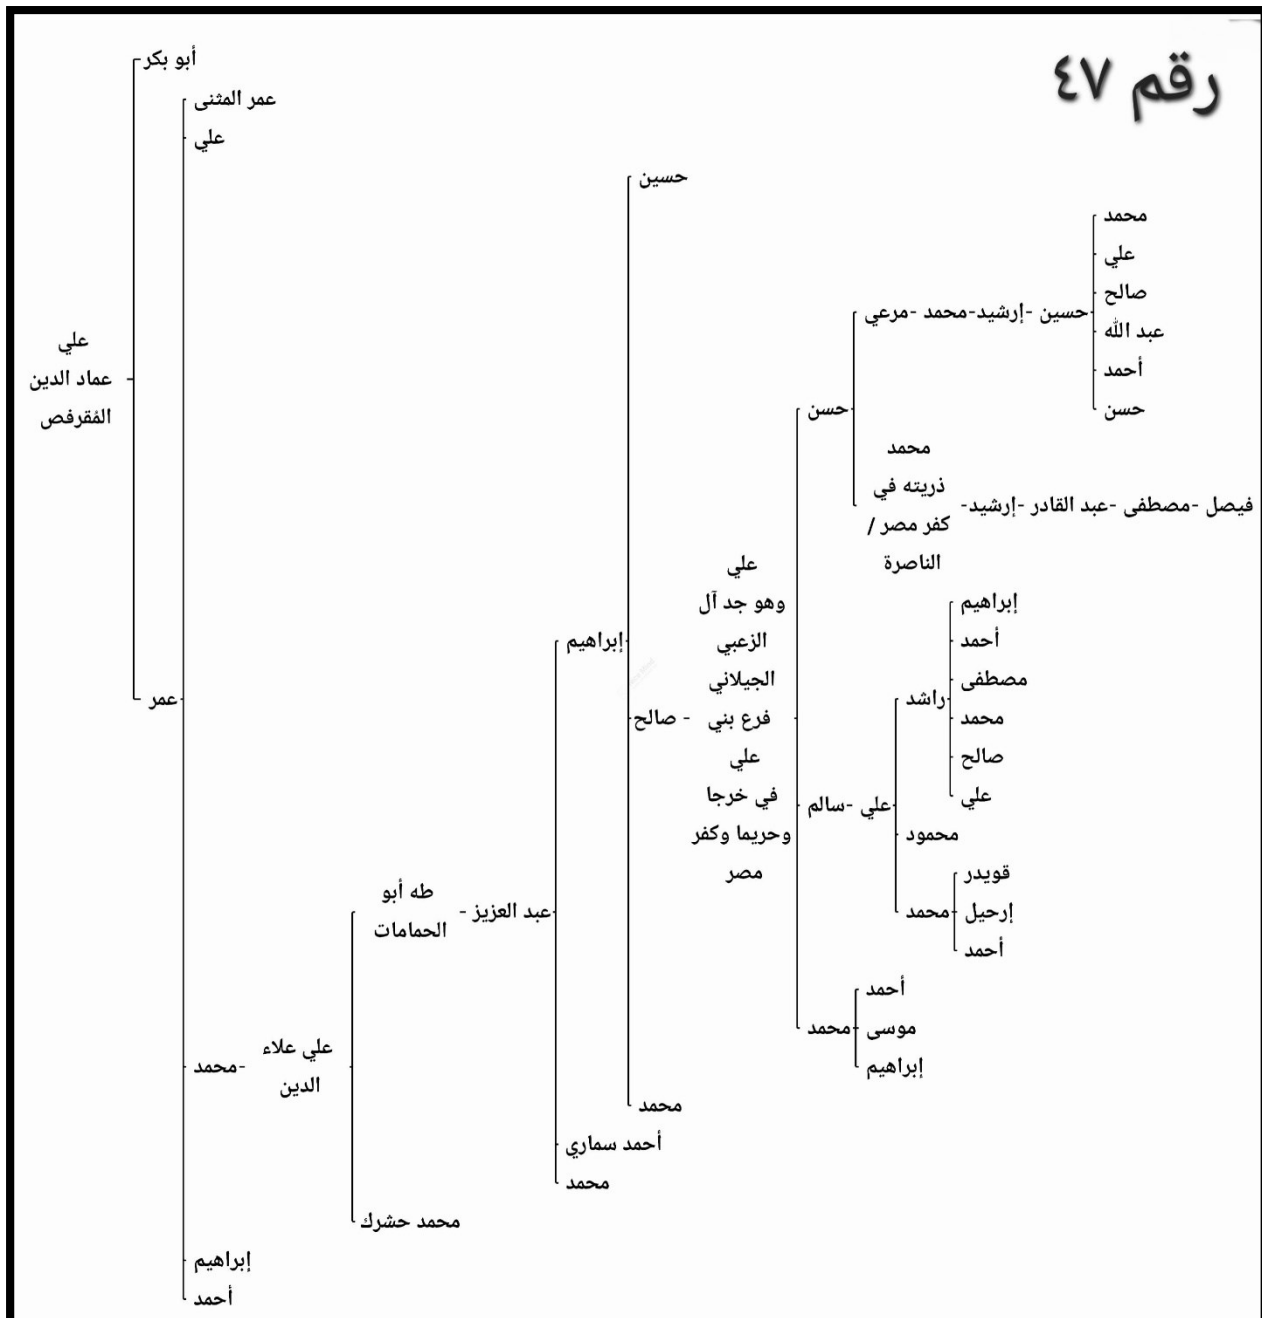 رقم ٤٧
أبو بكر
عمر المثنى
علي
حسين
محمد
علي
صالح
مرعي - محمد - إرشيد - حسين
عبد الله
علي
عماد الدين
المُقرفص
أحمد
حسن
حسن
محمد
ذريته في
كفر مصر /
الناصرة
- إرشيد - عبد القادر - مصطفى - فيصل
علي
وهو جد آل
الزعبي
الجيلاني
فرع بني
علي
في خرجا
وحريما وكفر
مصر
إبراهيم
إبراهيم
أحمد
مصطفى
عمر
راشد
صالح -
محمد
صالح
علي
سالم - علي
محمود
قويدر
طه أبو
الحمامات
- عبد العزيز
محمد
إرحيل
أحمد
أحمد
محمد
موسى
إبراهيم
محمد -
علي علاء
الدين
محمد
أحمد سماري
محمد
محمد حشرك
إبراهيم
أحمد